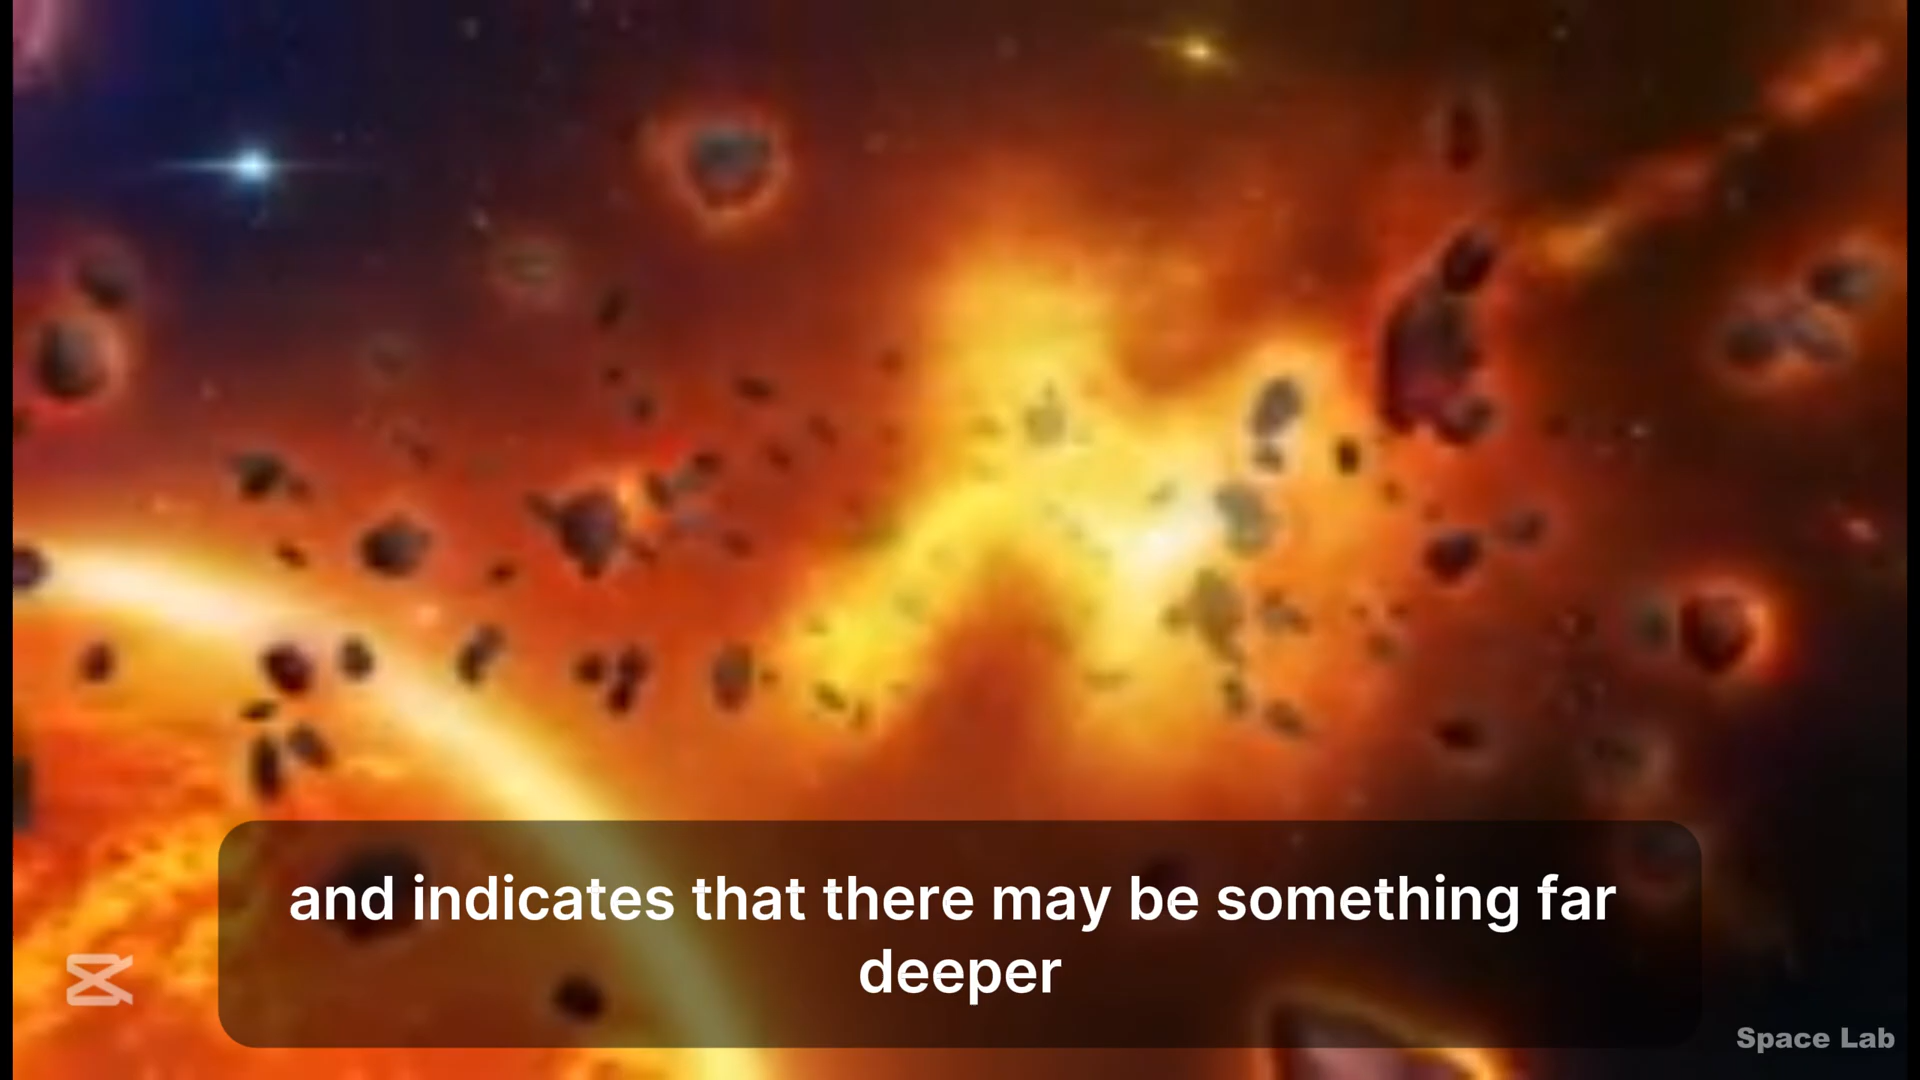 and indicates that there may be something far
deeper
Space Lab